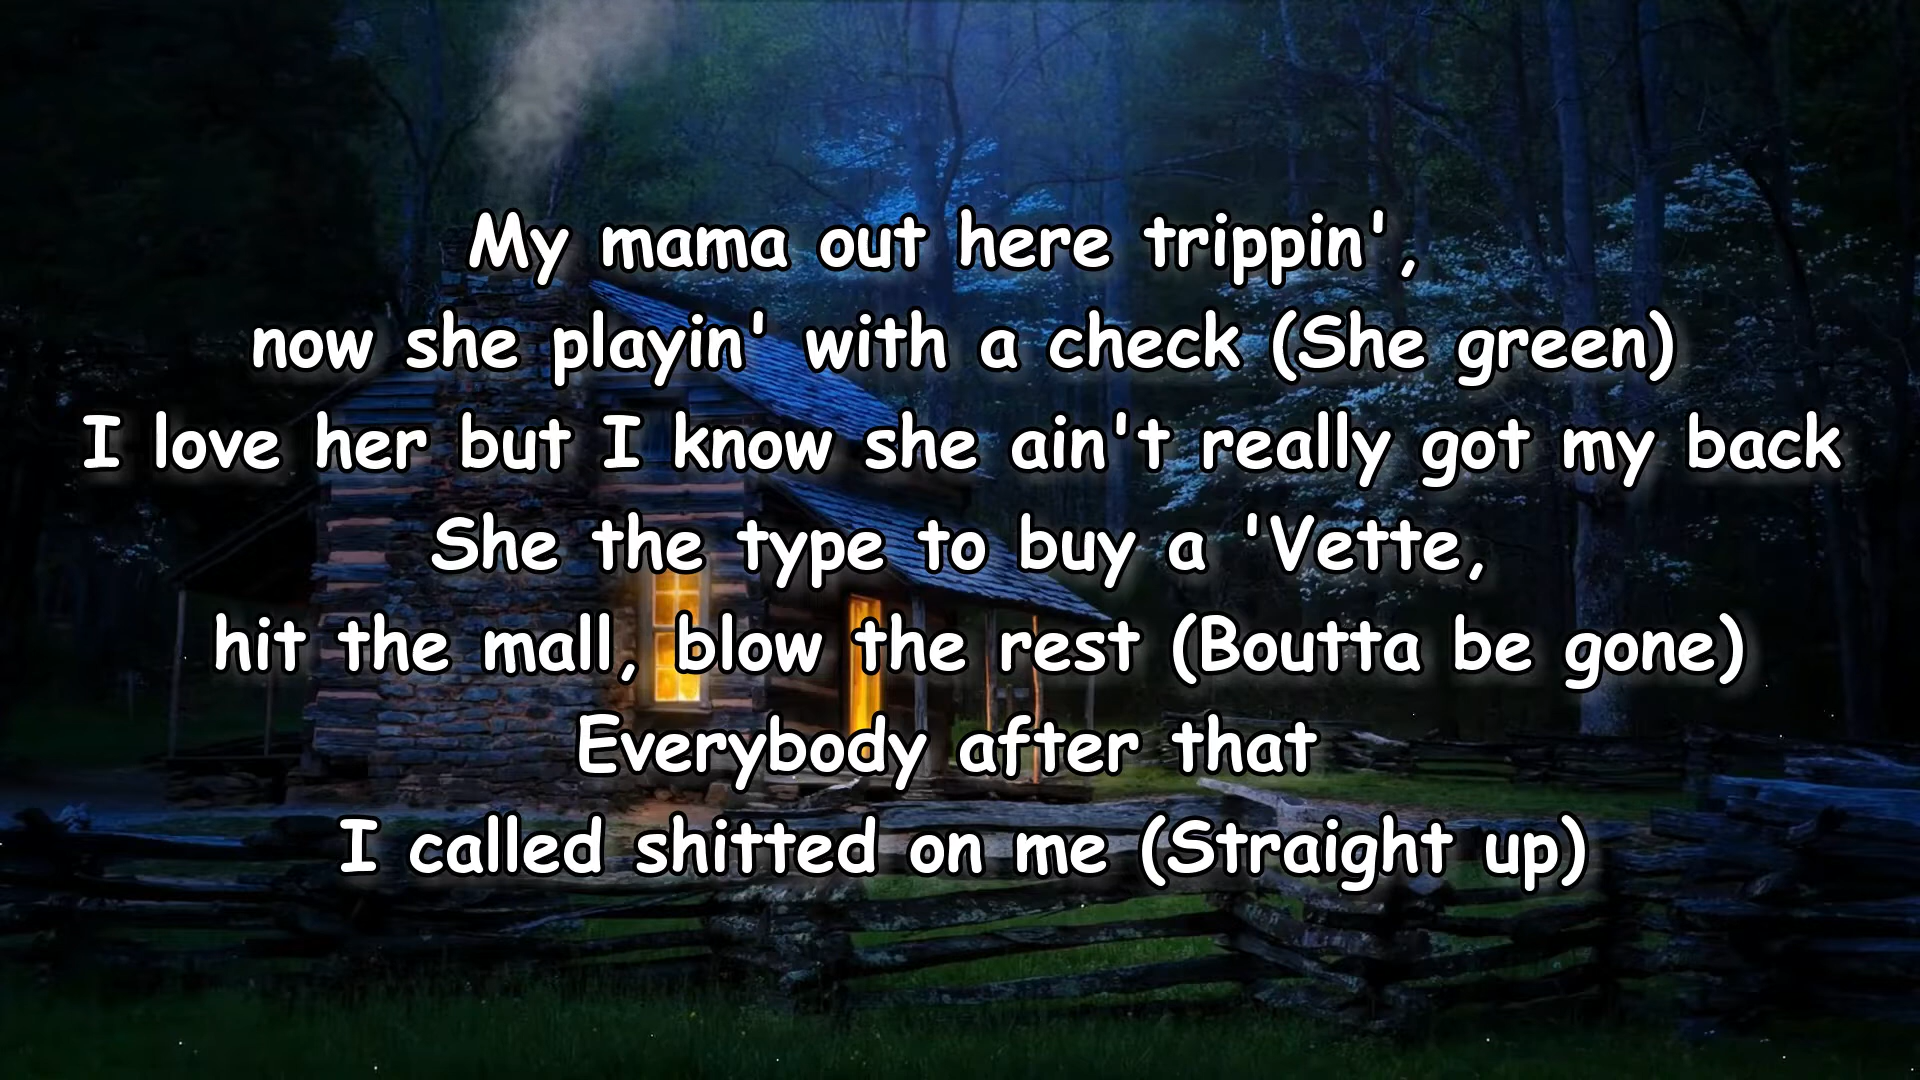 My mama out here trippin',
now she playin' with a check (She green)
I love her but I know she ain't really got my back
She the type to buy a 'Vette,
hit the mall, blow the rest (Boutta be gone)
Everybody after that
I called shitted on me (Straight up)